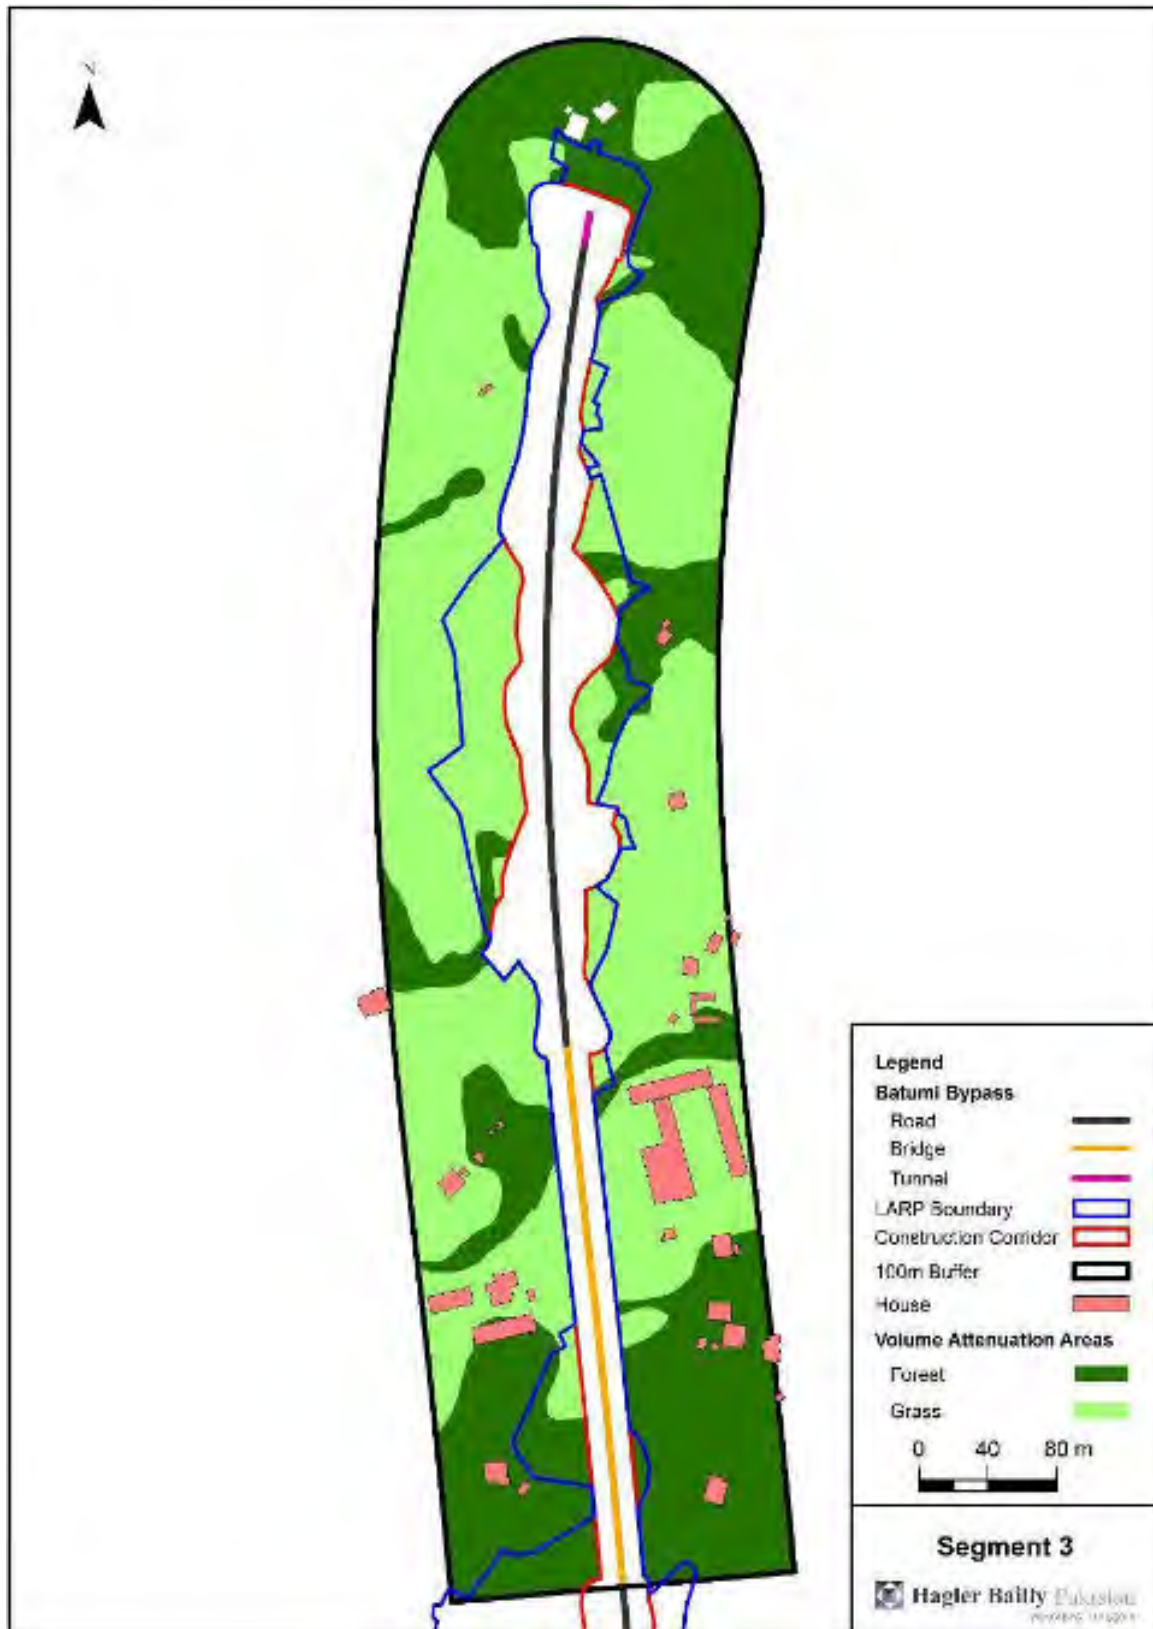 N
Legend
Batumi Bypass
Road
Bridge
Tunnel
LARP Boundary
Construction Corridor
100m Buffer
House
Volume Attenuation Areas
Forest
Grass
0 40 80 m
Segment 3
Hagler Bailly Pakistan